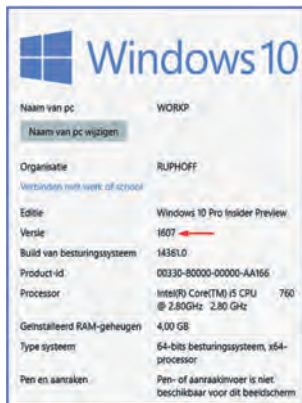 Windows 10
Naam van pc WORKP
Naam van pc wijzigen
Organisatie RUPHOFF
Verbinden met werk of school
Editie Windows 10 Pro Insider Preview
Versie 1607
Build van besturingssysteem 14361.0
Product-id 00330-80000-00000-AA166
Processor Intel(R) Core(TM) i5 CPU 760
@ 2.80GHz 2.80 GHz
Geïnstalleerd RAM-geheugen 4,00 GB
Type systeem 64-bits besturingssysteem, x64-
processor
Pen en aanraken Pen- of aanraakinvoer is niet
beschikbaar voor dit beeldscherm